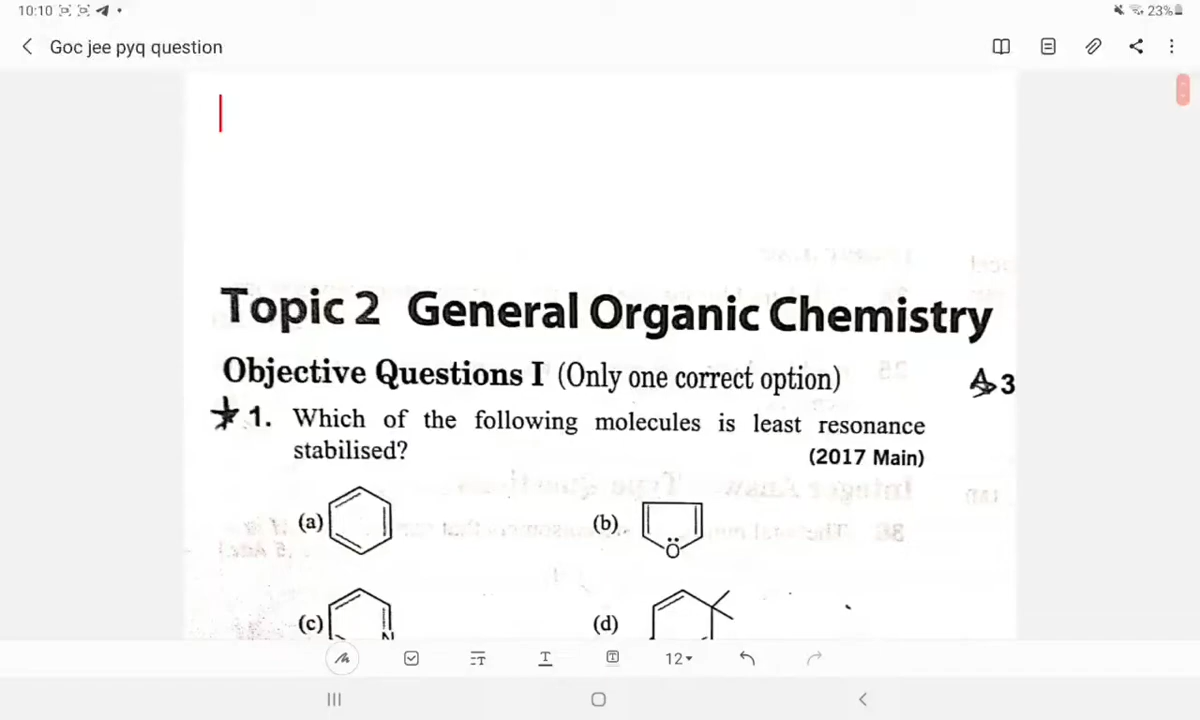 10:10
23%
Goc jee pyq question
Topic 2 General Organic Chemistry
Objective Questions I (Only one correct option)
3
1. Which of the following molecules is least resonance
stabilised?
(2017 Main)
(a)
(b)
O
(c)
N
(d)
12